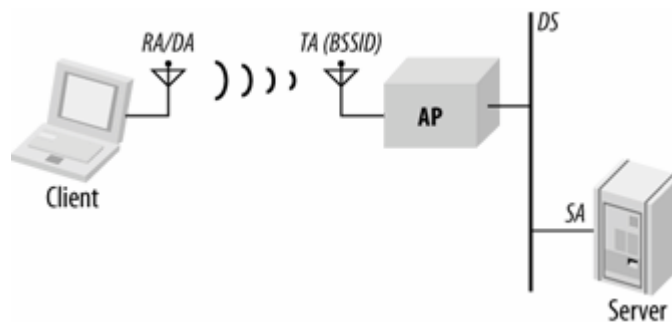 RA/DA
TA (BSSID)
DS
AP
Client
SA
Server